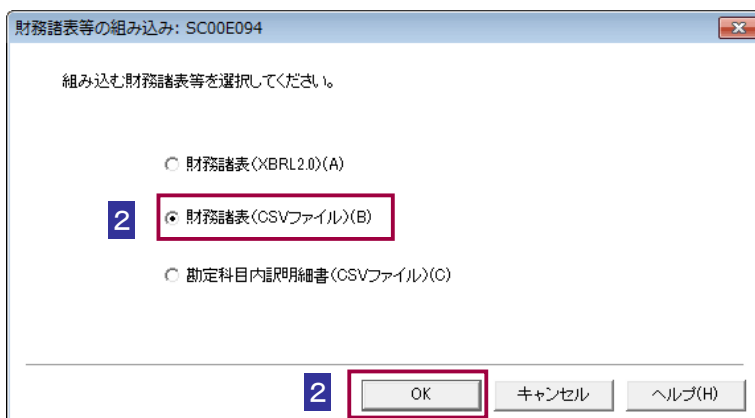 財務諸表等の組み込み: SC00E094
組み込む財務諸表等を選択してください。
財務諸表(XBRL2.0)(A)
2 財務諸表(CSVファイル)(B)
勘定科目内訳明細書(CSVファイル)(C)
2 OK キャンセル ヘルプ(H)